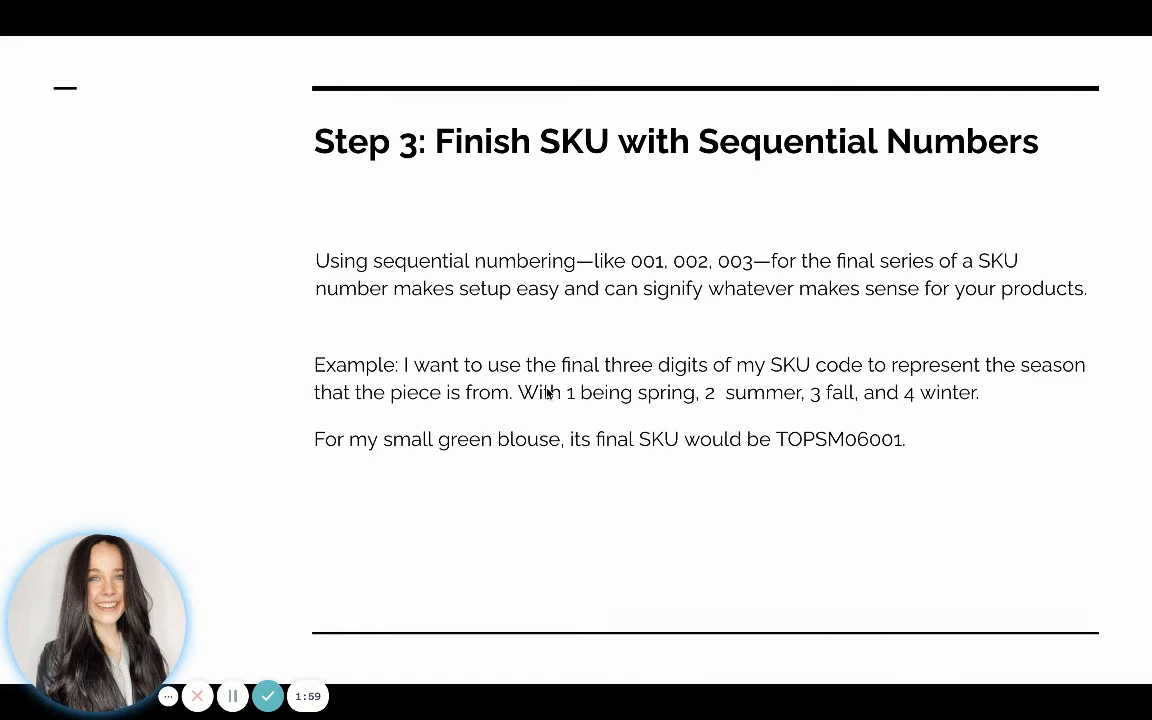 Step 3: Finish SKU with Sequential Numbers
Using sequential numbering—like 001, 002, 003—for the final series of a SKU
number makes setup easy and can signify whatever makes sense for your products.
Example: I want to use the final three digits of my SKU code to represent the season
that the piece is from. With 1 being spring, 2  summer, 3 fall, and 4 winter.
For my small green blouse, its final SKU would be TOPSM06001.
1:59